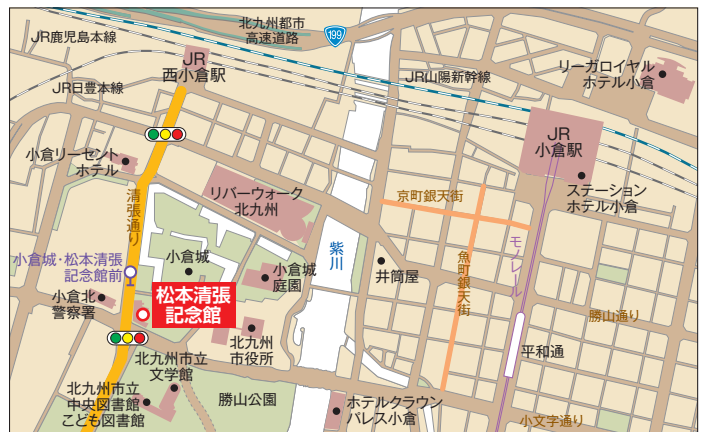 北九州都市
高速道路
199
JR鹿児島本線
JR
西小倉駅
JR山陽新幹線
リーガロイヤル
ホテル小倉
JR日豊本線
JR
小倉駅
小倉リーセント
ホテル
リバーウォーク
北九州
ステーション
ホテル小倉
京町銀天街
清張通り
紫川
魚町銀天街
モノレール
小倉城・松本清張
記念館前
小倉城
小倉城
庭園
井筒屋
小倉北
警察署
松本清張
記念館
勝山通り
北九州
市役所
平和通
北九州市立
文学館
北九州市立
中央図書館
こども図書館
勝山公園
ホテルクラウン
パレス小倉
小文字通り